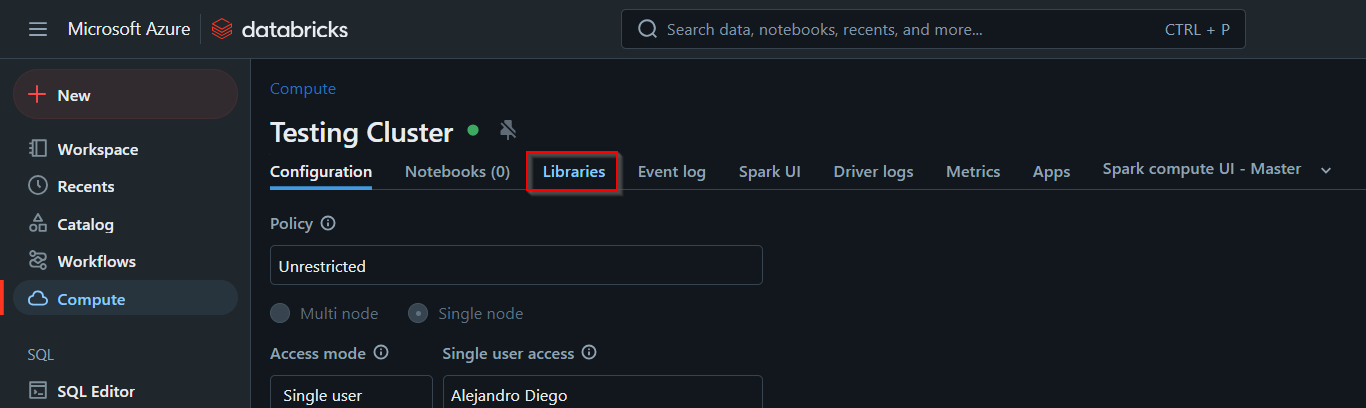 Microsoft Azure databricks
Search data, notebooks, recents, and more... CTRL + P
New
Workspace
Recents
Catalog
Workflows
Compute
SQL
SQL Editor
Compute
Testing Cluster
Configuration Notebooks (0) Libraries Event log Spark UI Driver logs Metrics Apps Spark compute UI - Master
Policy
Unrestricted
Multi node Single node
Access mode Single user access
Single user Alejandro Diego